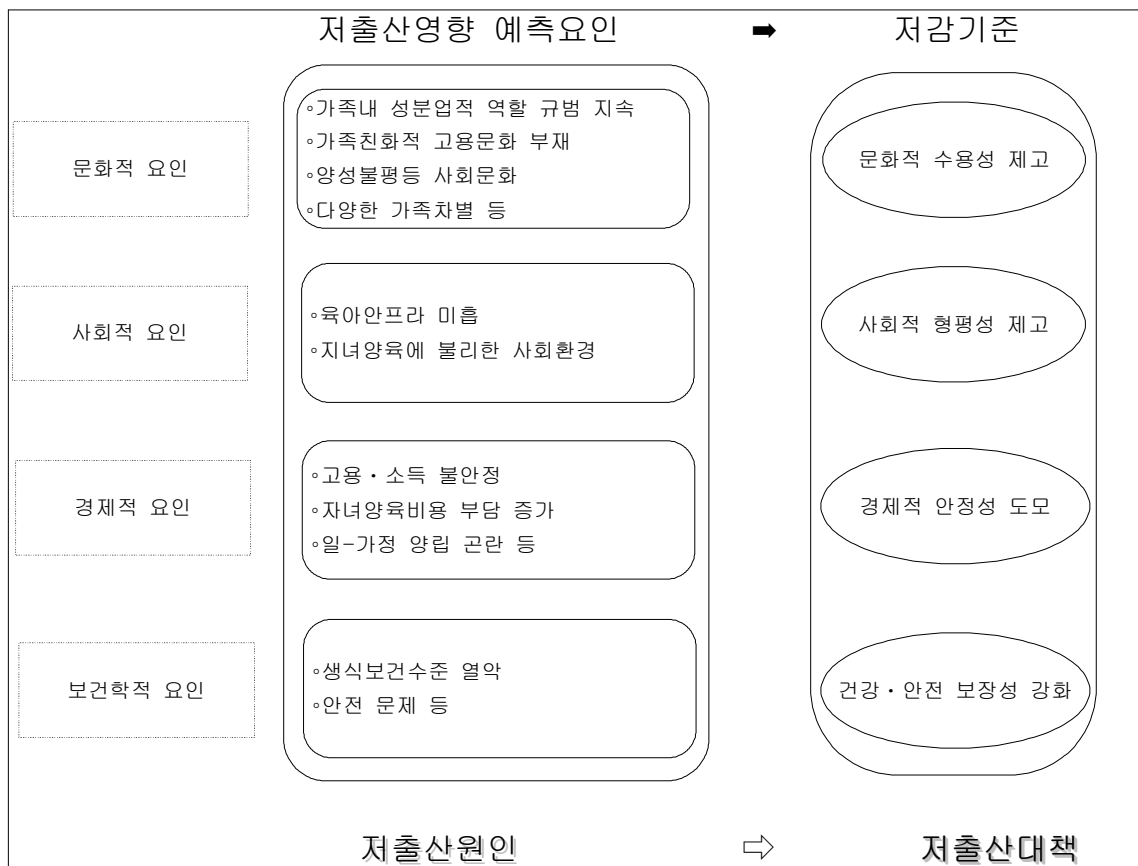 저출산영향 예측요인 ➡ 저감기준
문화적 요인
◦가족내 성분업적 역할 규범 지속
◦가족친화적 고용문화 부재
◦양성불평등 사회문화
◦다양한 가족차별 등
문화적 수용성 제고
사회적 요인
◦육아안프라 미흡
◦지녀양육에 불리한 사회환경
사회적 형평성 제고
경제적 요인
◦고용・소득 불안정
◦자녀양육비용 부담 증가
◦일-가정 양립 곤란 등
경제적 안정성 도모
보건학적 요인
◦생식보건수준 열악
◦안전 문제 등
건강・안전 보장성 강화
저출산원인 ⇨ 저출산대책